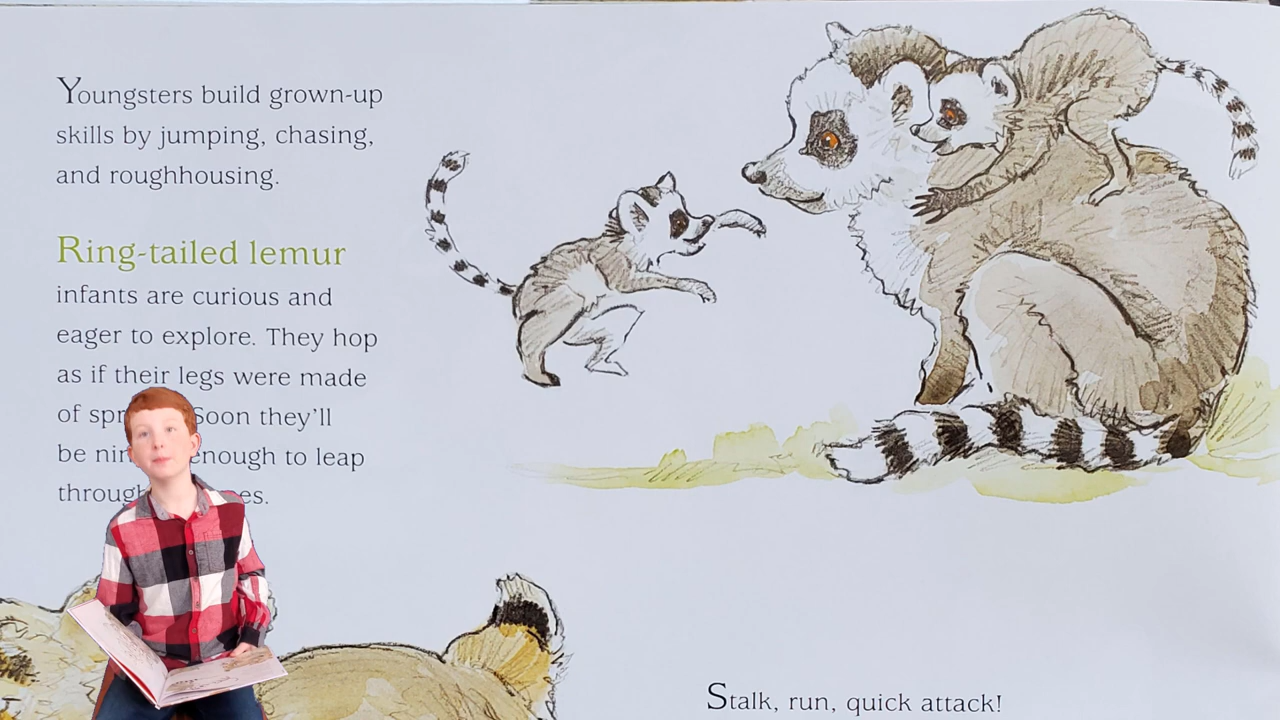 Youngsters build grown-up
skills by jumping, chasing,
and roughhousing.
Ring-tailed lemur
infants are curious and
eager to explore. They hop
as if their legs were made
of Soon they'll
be enough to leap
through
Stalk, run, quick attack!